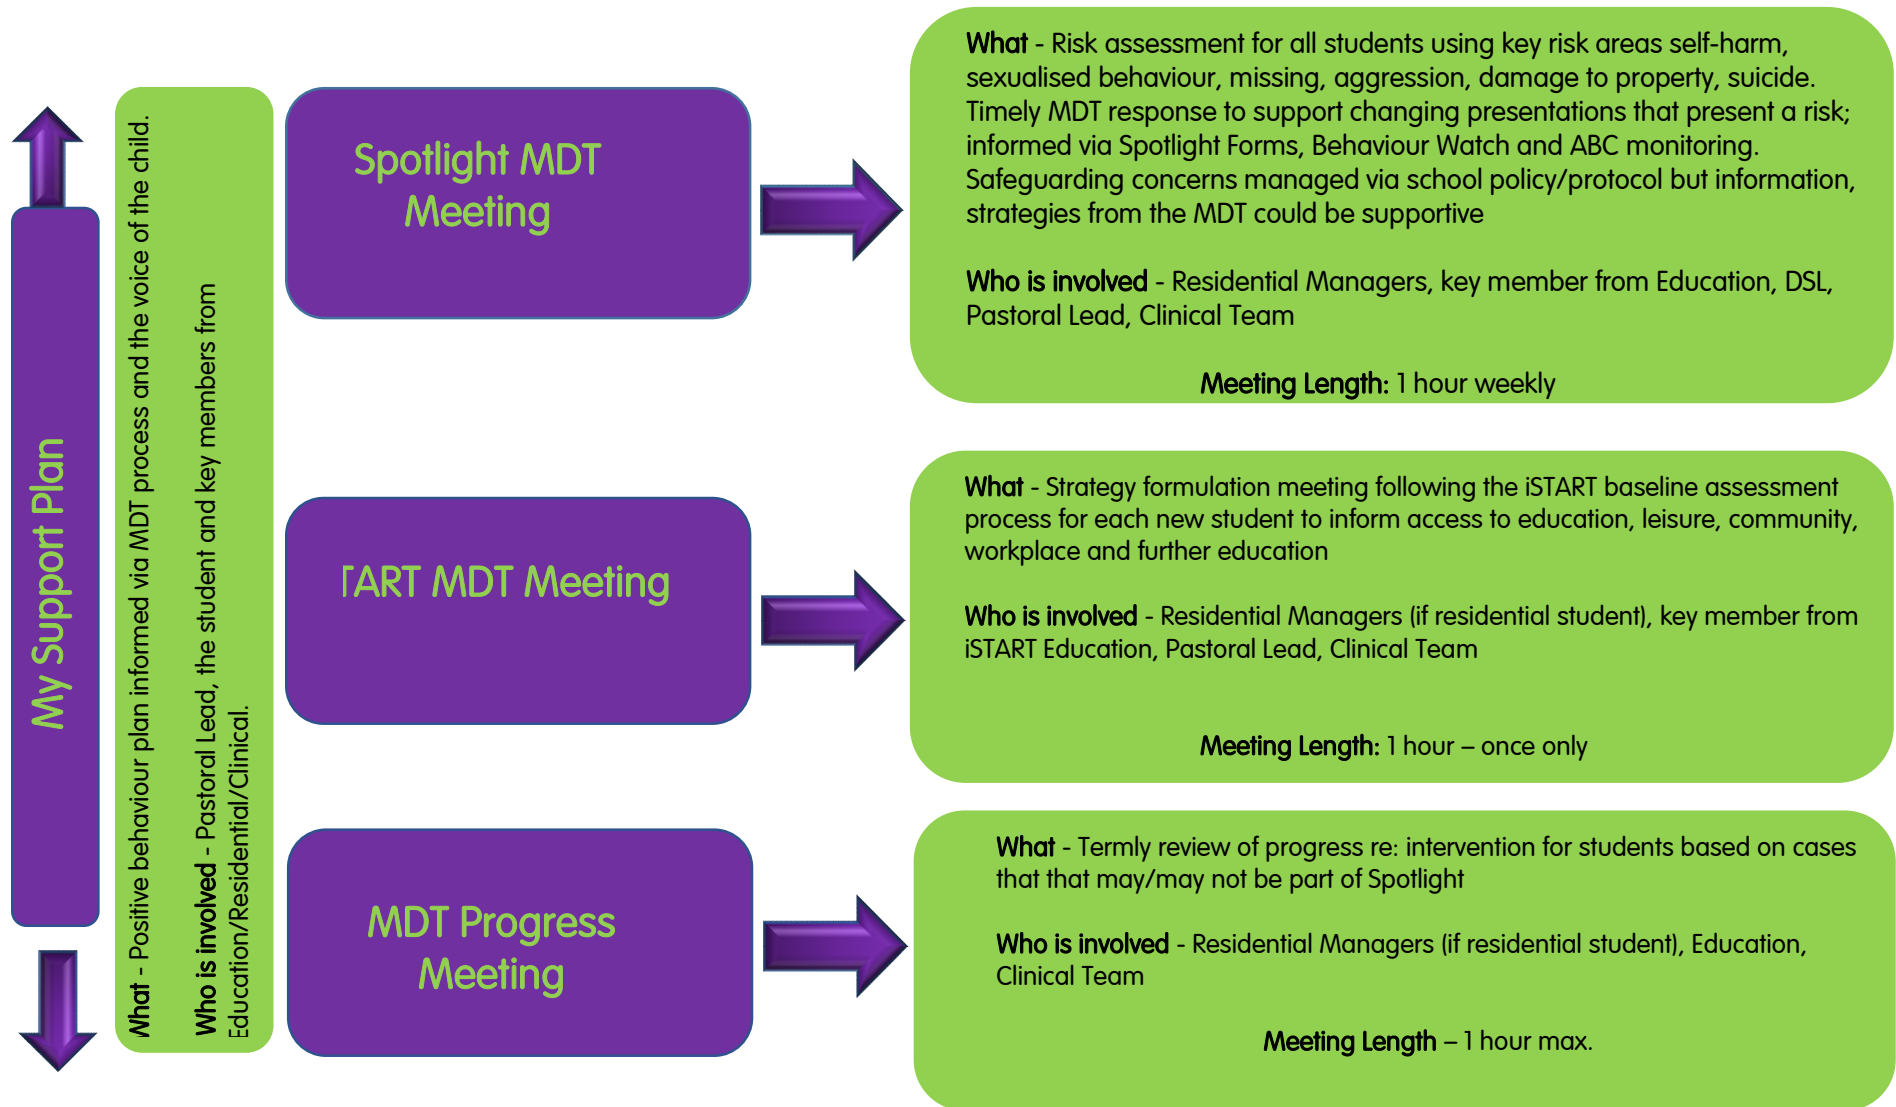 My Support Plan
What - Positive behaviour plan informed via MDT process and the voice of the child.
Who is involved - Pastoral Lead, the student and key members from
Education/Residential/Clinical.
Spotlight MDT
Meeting
What - Risk assessment for all students using key risk areas self-harm,
sexualised behaviour, missing, aggression, damage to property, suicide.
Timely MDT response to support changing presentations that present a risk;
informed via Spotlight Forms, Behaviour Watch and ABC monitoring.
Safeguarding concerns managed via school policy/protocol but information,
strategies from the MDT could be supportive
Who is involved - Residential Managers, key member from Education, DSL,
Pastoral Lead, Clinical Team
Meeting Length: 1 hour weekly
TART MDT Meeting
What - Strategy formulation meeting following the iSTART baseline assessment
process for each new student to inform access to education, leisure, community,
workplace and further education
Who is involved - Residential Managers (if residential student), key member from
iSTART Education, Pastoral Lead, Clinical Team
Meeting Length: 1 hour – once only
MDT Progress
Meeting
What - Termly review of progress re: intervention for students based on cases
that that may/may not be part of Spotlight
Who is involved - Residential Managers (if residential student), Education,
Clinical Team
Meeting Length – 1 hour max.